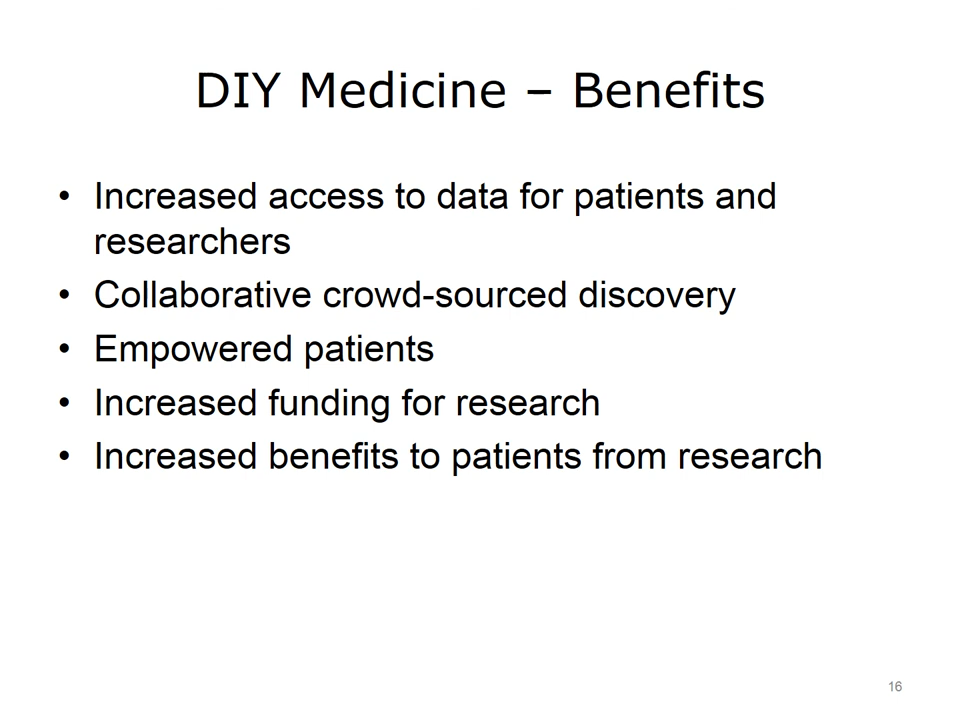 DIY Medicine – Benefits
• Increased access to data for patients and
researchers
• Collaborative crowd-sourced discovery
• Empowered patients
• Increased funding for research
• Increased benefits to patients from research
16